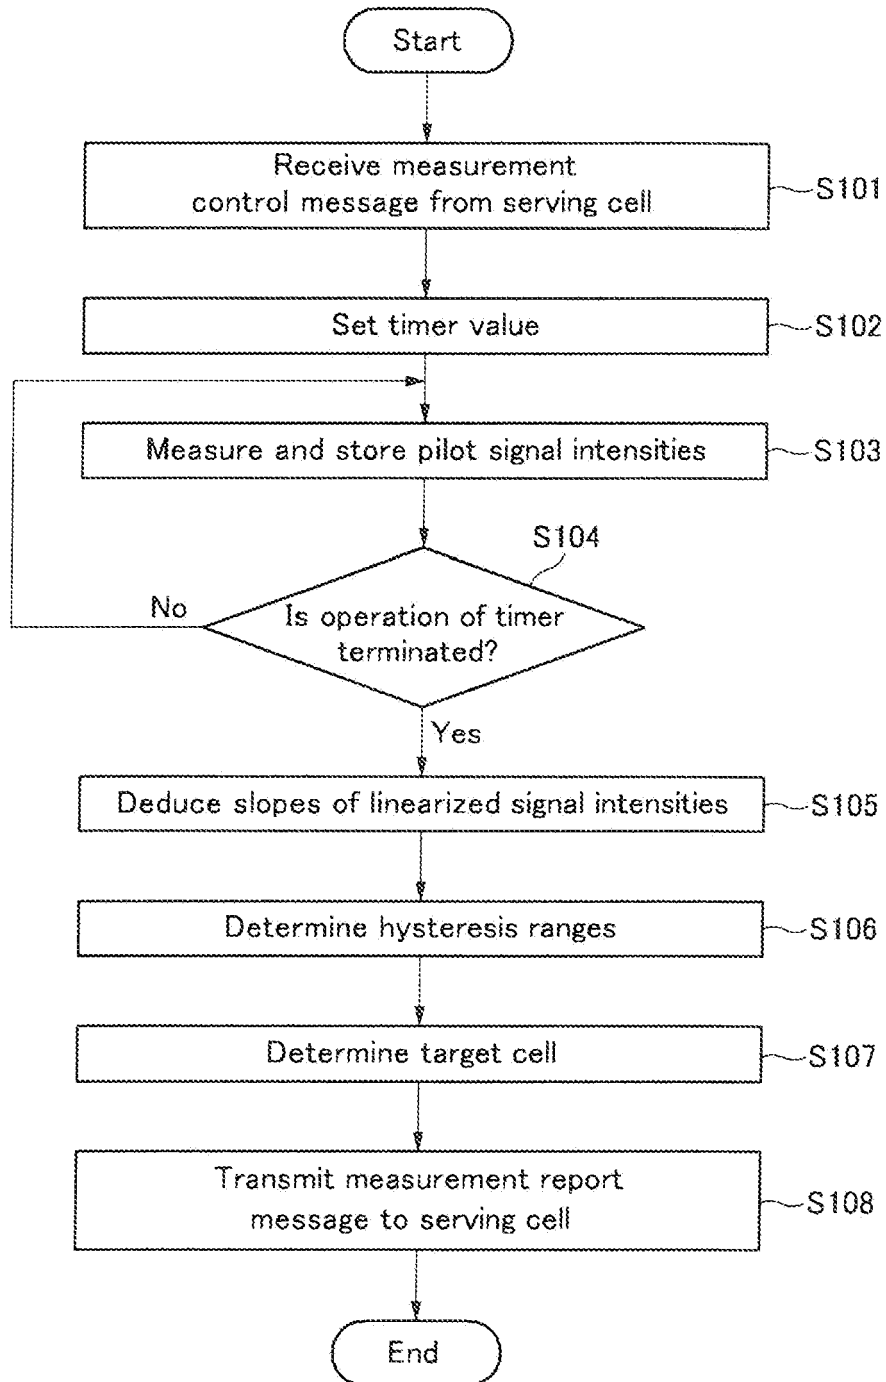 Start
Receive measurement
control message from serving cell
S101
Set timer value
S102
Measure and store pilot signal intensities
S103
S104
No
Is operation of timer
terminated?
Yes
Deduce slopes of linearized signal intensities
S105
Determine hysteresis ranges
S106
Determine target cell
S107
Transmit measurement report
message to serving cell
S108
End